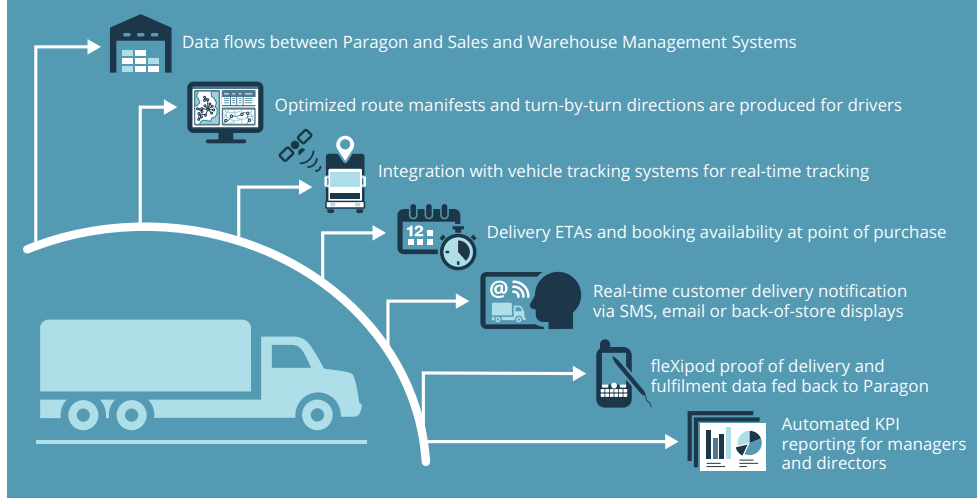 Data flows between Paragon and Sales and Warehouse Management Systems
Optimized route manifests and turn-by-turn directions are produced for drivers
Integration with vehicle tracking systems for real-time tracking
12
Delivery ETAs and booking availability at point of purchase
@
Real-time customer delivery notification
via SMS, email or back-of-store displays
fleXipod proof of delivery and
fulfilment data fed back to Paragon
Automated KPI
reporting for managers
and directors